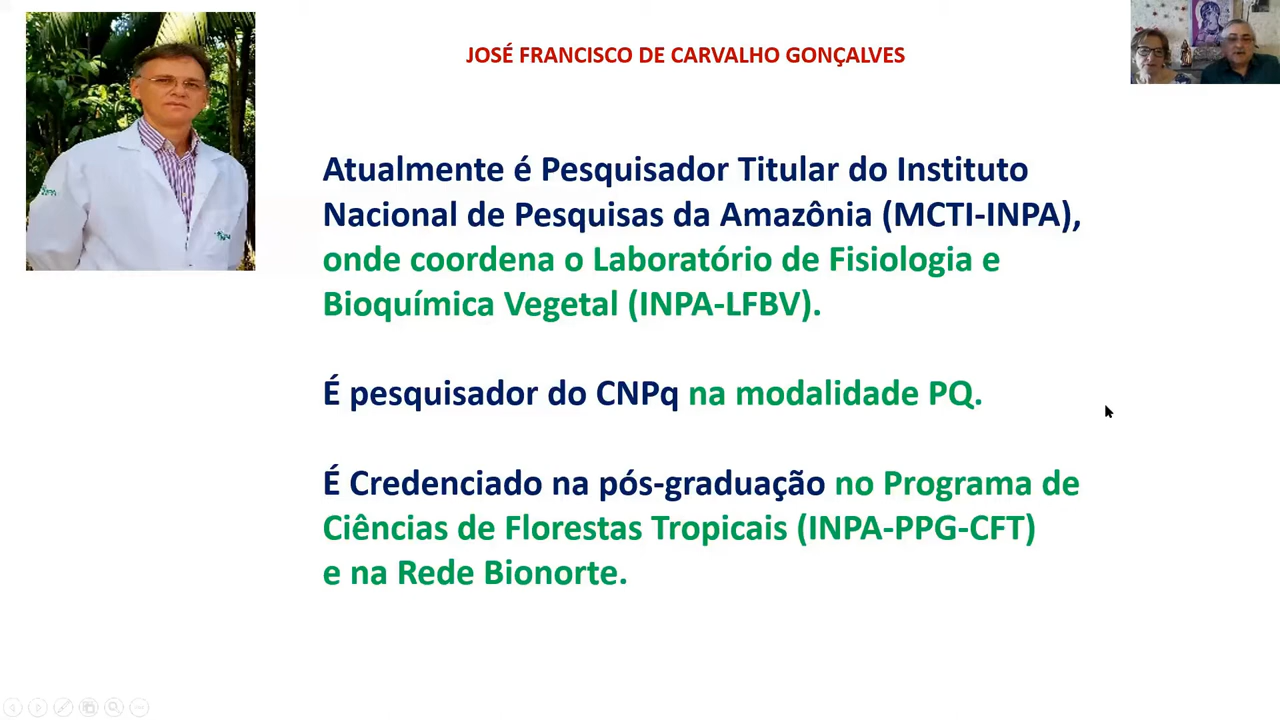 JOSÉ FRANCISCO DE CARVALHO GONÇALVES
Atualmente é Pesquisador Titular do Instituto
Nacional de Pesquisas da Amazônia (MCTI-INPA),
onde coordena o Laboratório de Fisiologia e
Bioquímica Vegetal (INPA-LFBV).
É pesquisador do CNPq na modalidade PQ.
É Credenciado na pós-graduação no Programa de
Ciências de Florestas Tropicais (INPA-PPG-CFT)
e na Rede Bionorte.